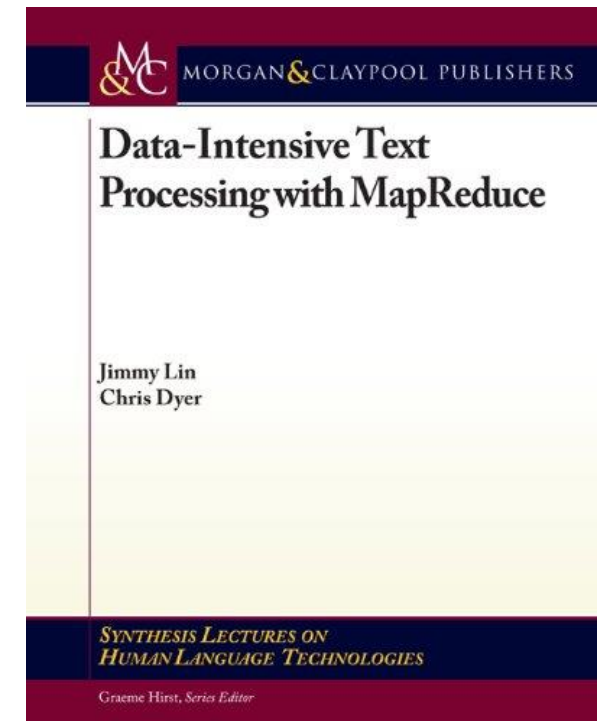 M&C MORGAN&CLAYPOOL PUBLISHERS
Data-Intensive Text
Processing with MapReduce
Jimmy Lin
Chris Dyer
SYNTHESIS LECTURES ON
HUMAN LANGUAGE TECHNOLOGIES
Graeme Hirst, Series Editor